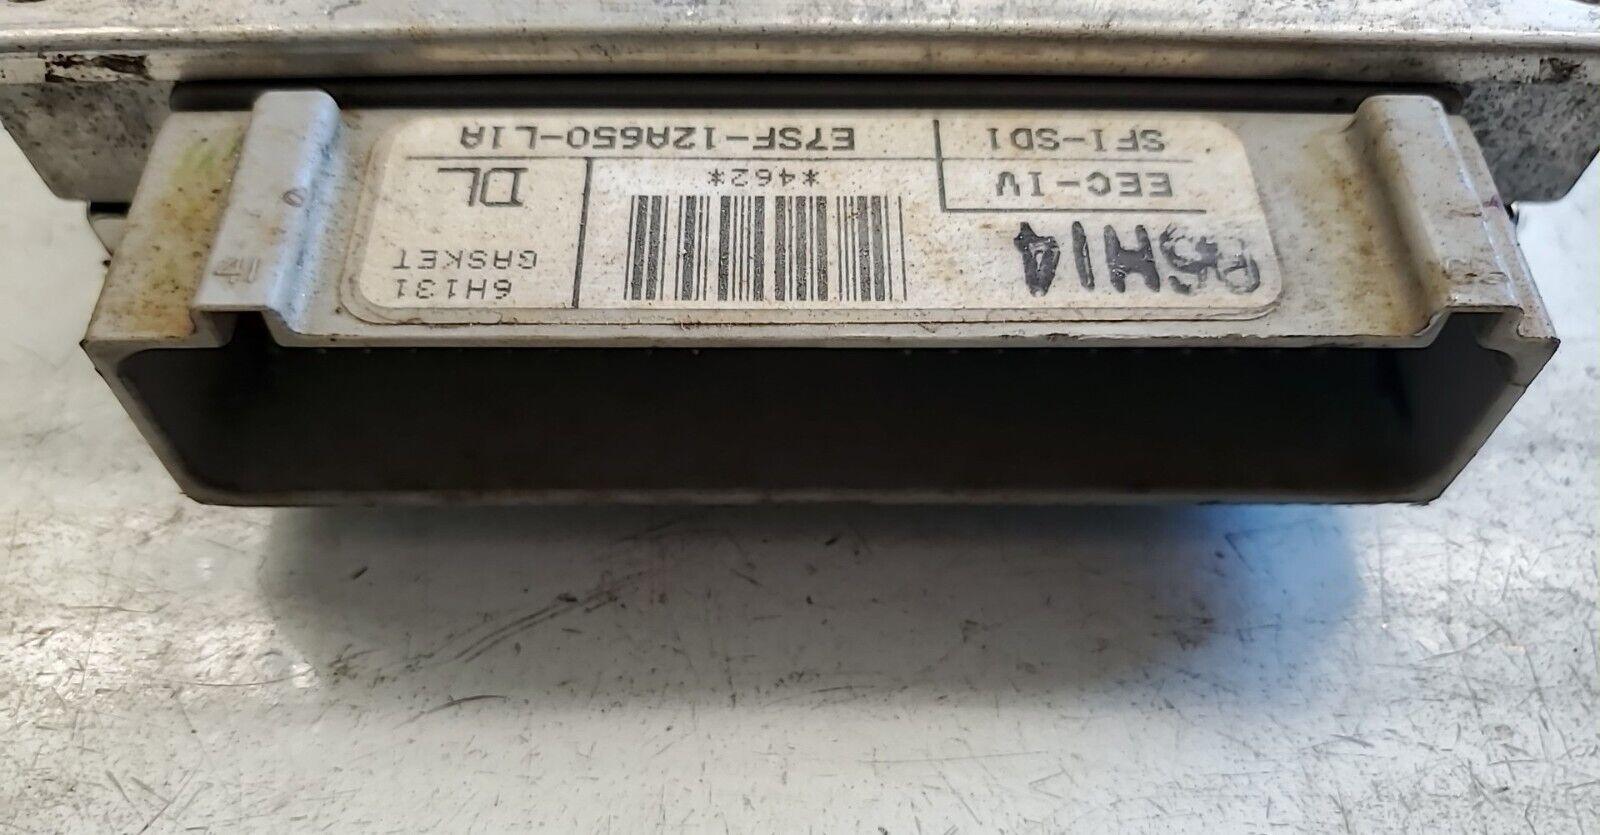 EEC-IV
SFI-SD1
*462*
E7SF-12A650-L1A
6H131
GASKET
DL